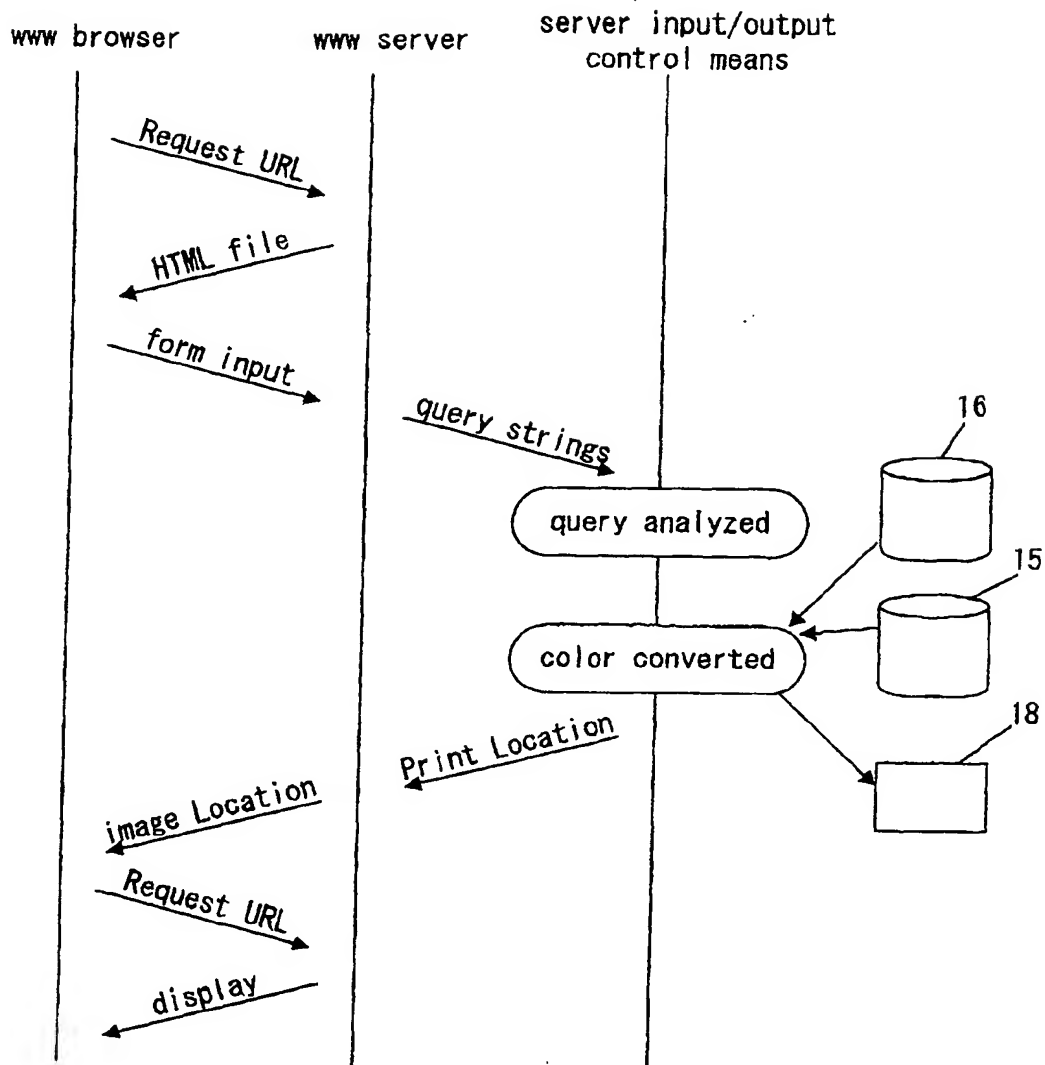 www browser
www server
server input/output
control means
Request URL
HTML file
form input
query strings
16
query analyzed
15
color converted
18
Print Location
image Location
Request URL
display